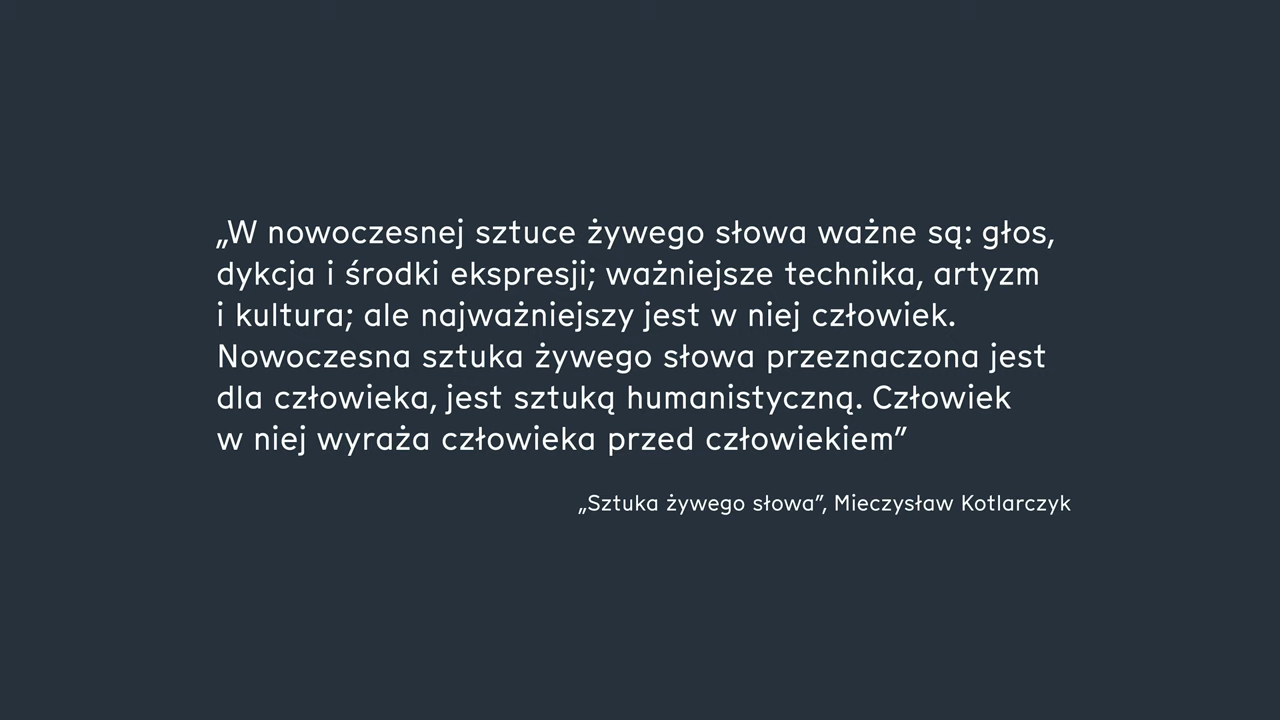 „W nowoczesnej sztuce żywego słowa ważne są: głos,
dykcja i środki ekspresji; ważniejsze technika, artyzm
i kultura; ale najważniejszy jest w niej człowiek.
Nowoczesna sztuka żywego słowa przeznaczona jest
dla człowieka, jest sztuką humanistyczną. Człowiek
w niej wyraża człowieka przed człowiekiem”
„Sztuka żywego słowa”, Mieczysław Kotlarczyk